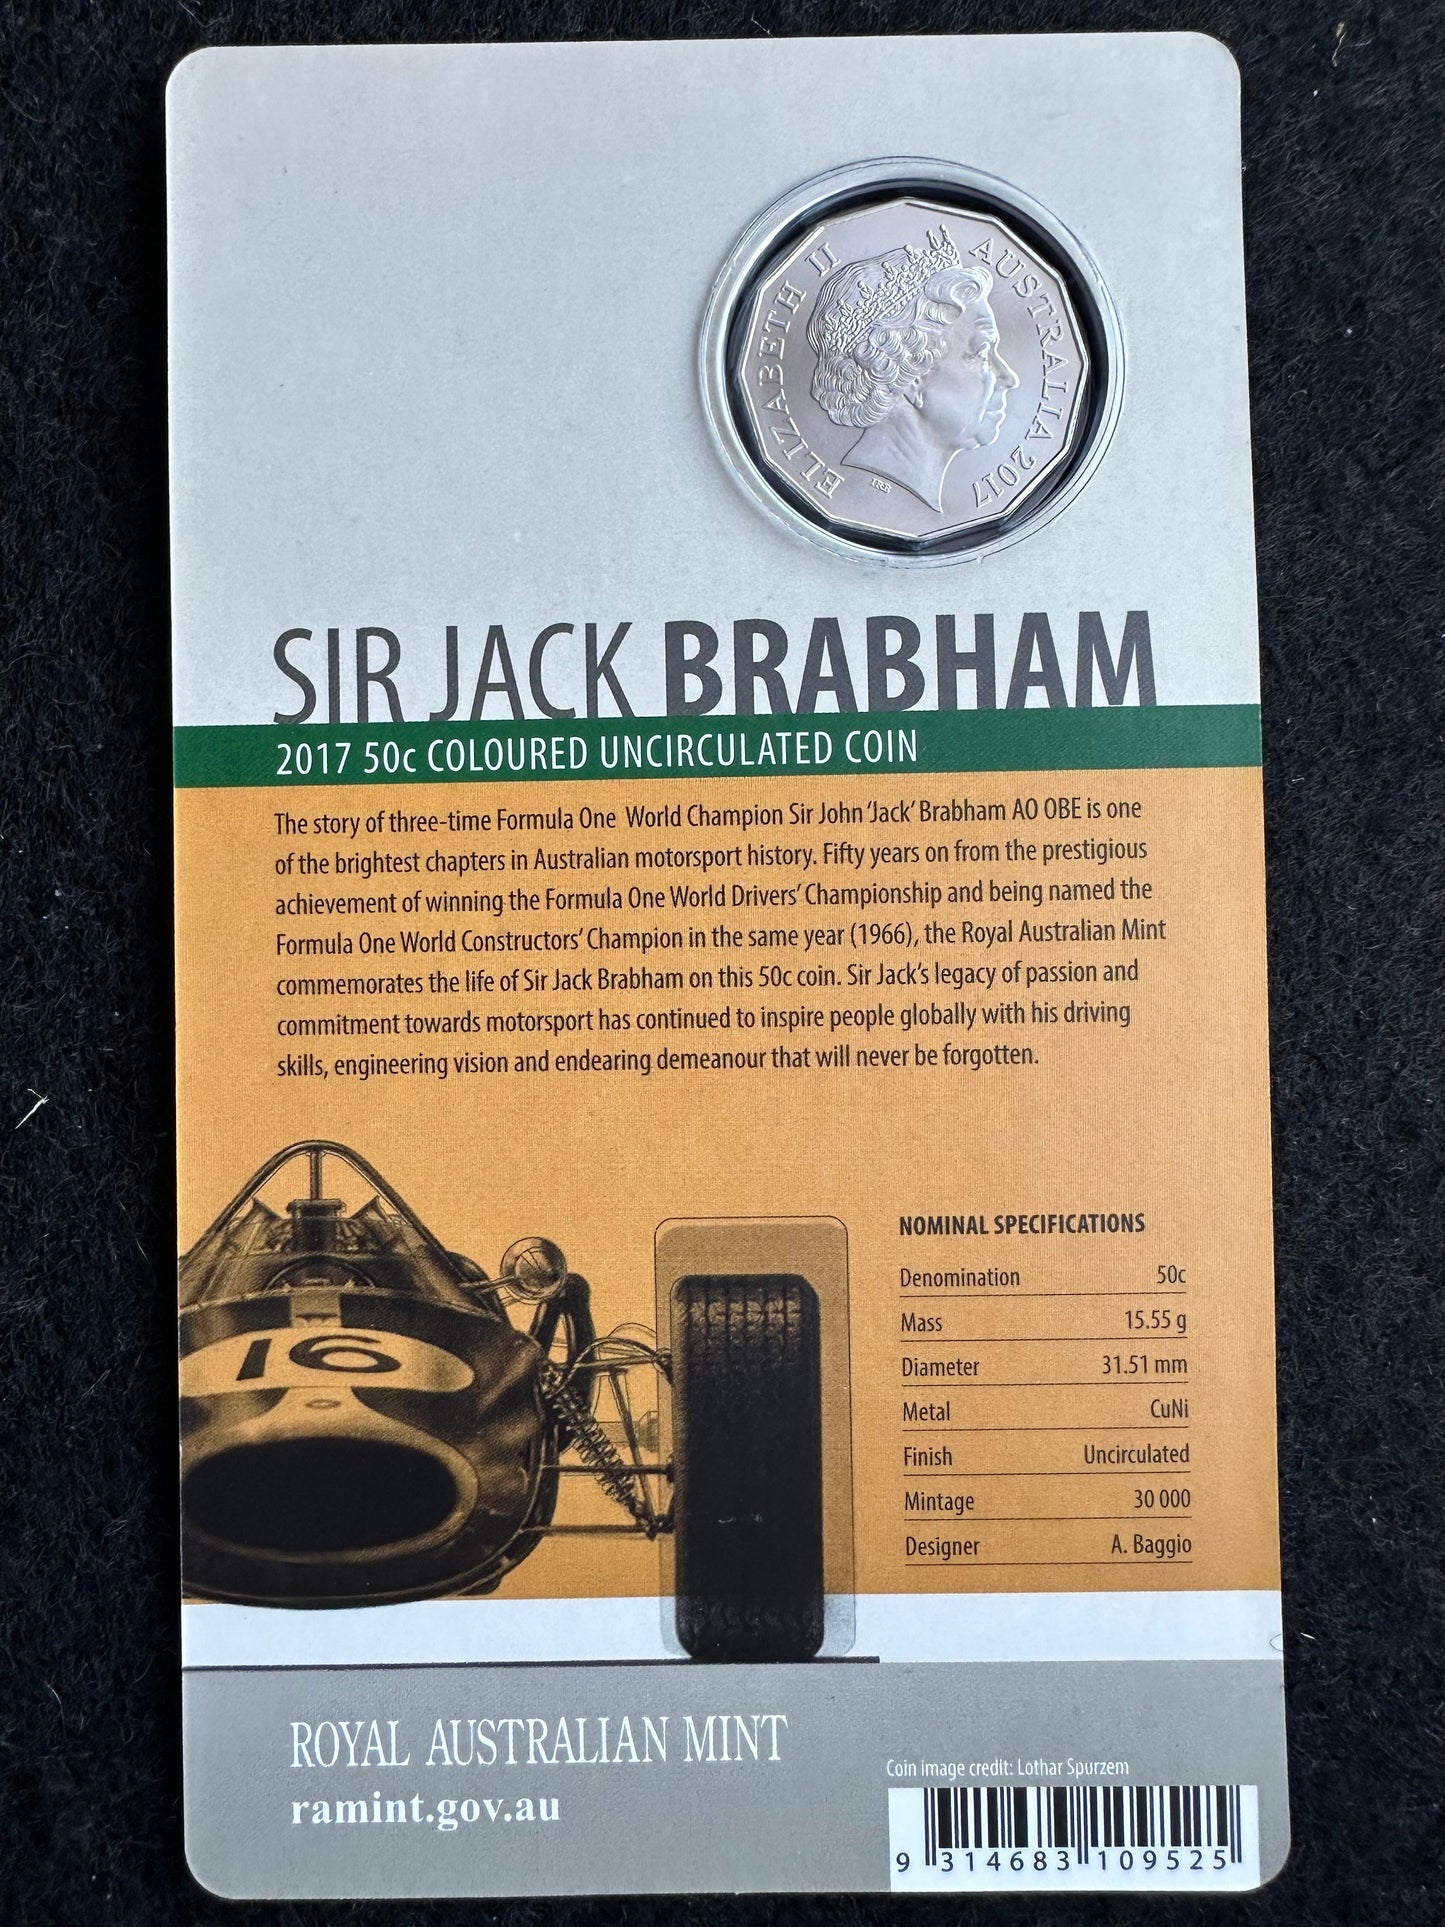 ELIZABETH II AUSTRALIA 2017
IRB
SIR JACK BRABHAM
2017 50c COLOURED UNCIRCULATED COIN
The story of three-time Formula One World Champion Sir John ‘Jack’ Brabham AO OBE is one
of the brightest chapters in Australian motorsport history. Fifty years on from the prestigious
achievement of winning the Formula One World Drivers’ Championship and being named the
Formula One World Constructors’ Champion in the same year (1966), the Royal Australian Mint
commemorates the life of Sir Jack Brabham on this 50c coin. Sir Jack’s legacy of passion and
commitment towards motorsport has continued to inspire people globally with his driving
skills, engineering vision and endearing demeanour that will never be forgotten.
16
NOMINAL SPECIFICATIONS
Denomination 50c
Mass 15.55 g
Diameter 31.51 mm
Metal CuNi
Finish Uncirculated
Mintage 30 000
Designer A. Baggio
ROYAL AUSTRALIAN MINT
ramint.gov.au
Coin image credit: Lothar Spurzem
9 314683 109525